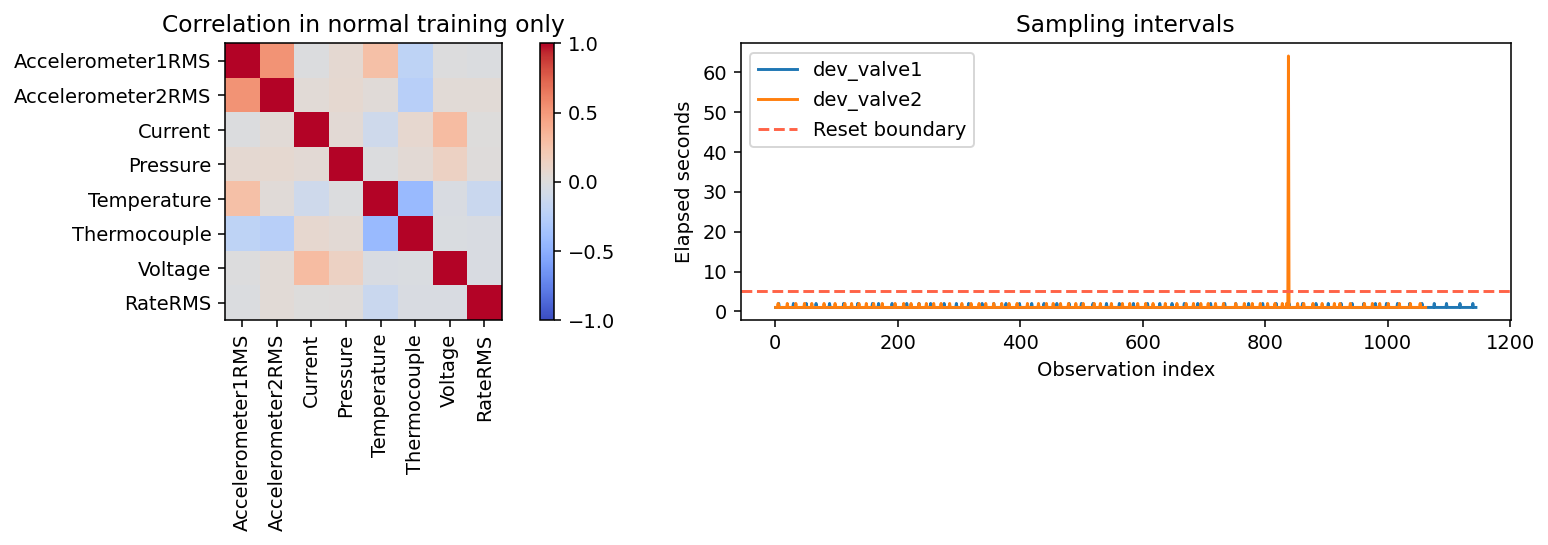 Correlation in normal training only
Accelerometer1RMS
Accelerometer2RMS
Current
Pressure
Temperature
Thermocouple
Voltage
RateRMS
Accelerometer1RMS
Accelerometer2RMS
Current
Pressure
Temperature
Thermocouple
Voltage
RateRMS
1.0
0.5
0.0
−0.5
−1.0
Sampling intervals
dev_valve1
dev_valve2
Reset boundary
Elapsed seconds
60
50
40
30
20
10
0
0 200 400 600 800 1000 1200
Observation index